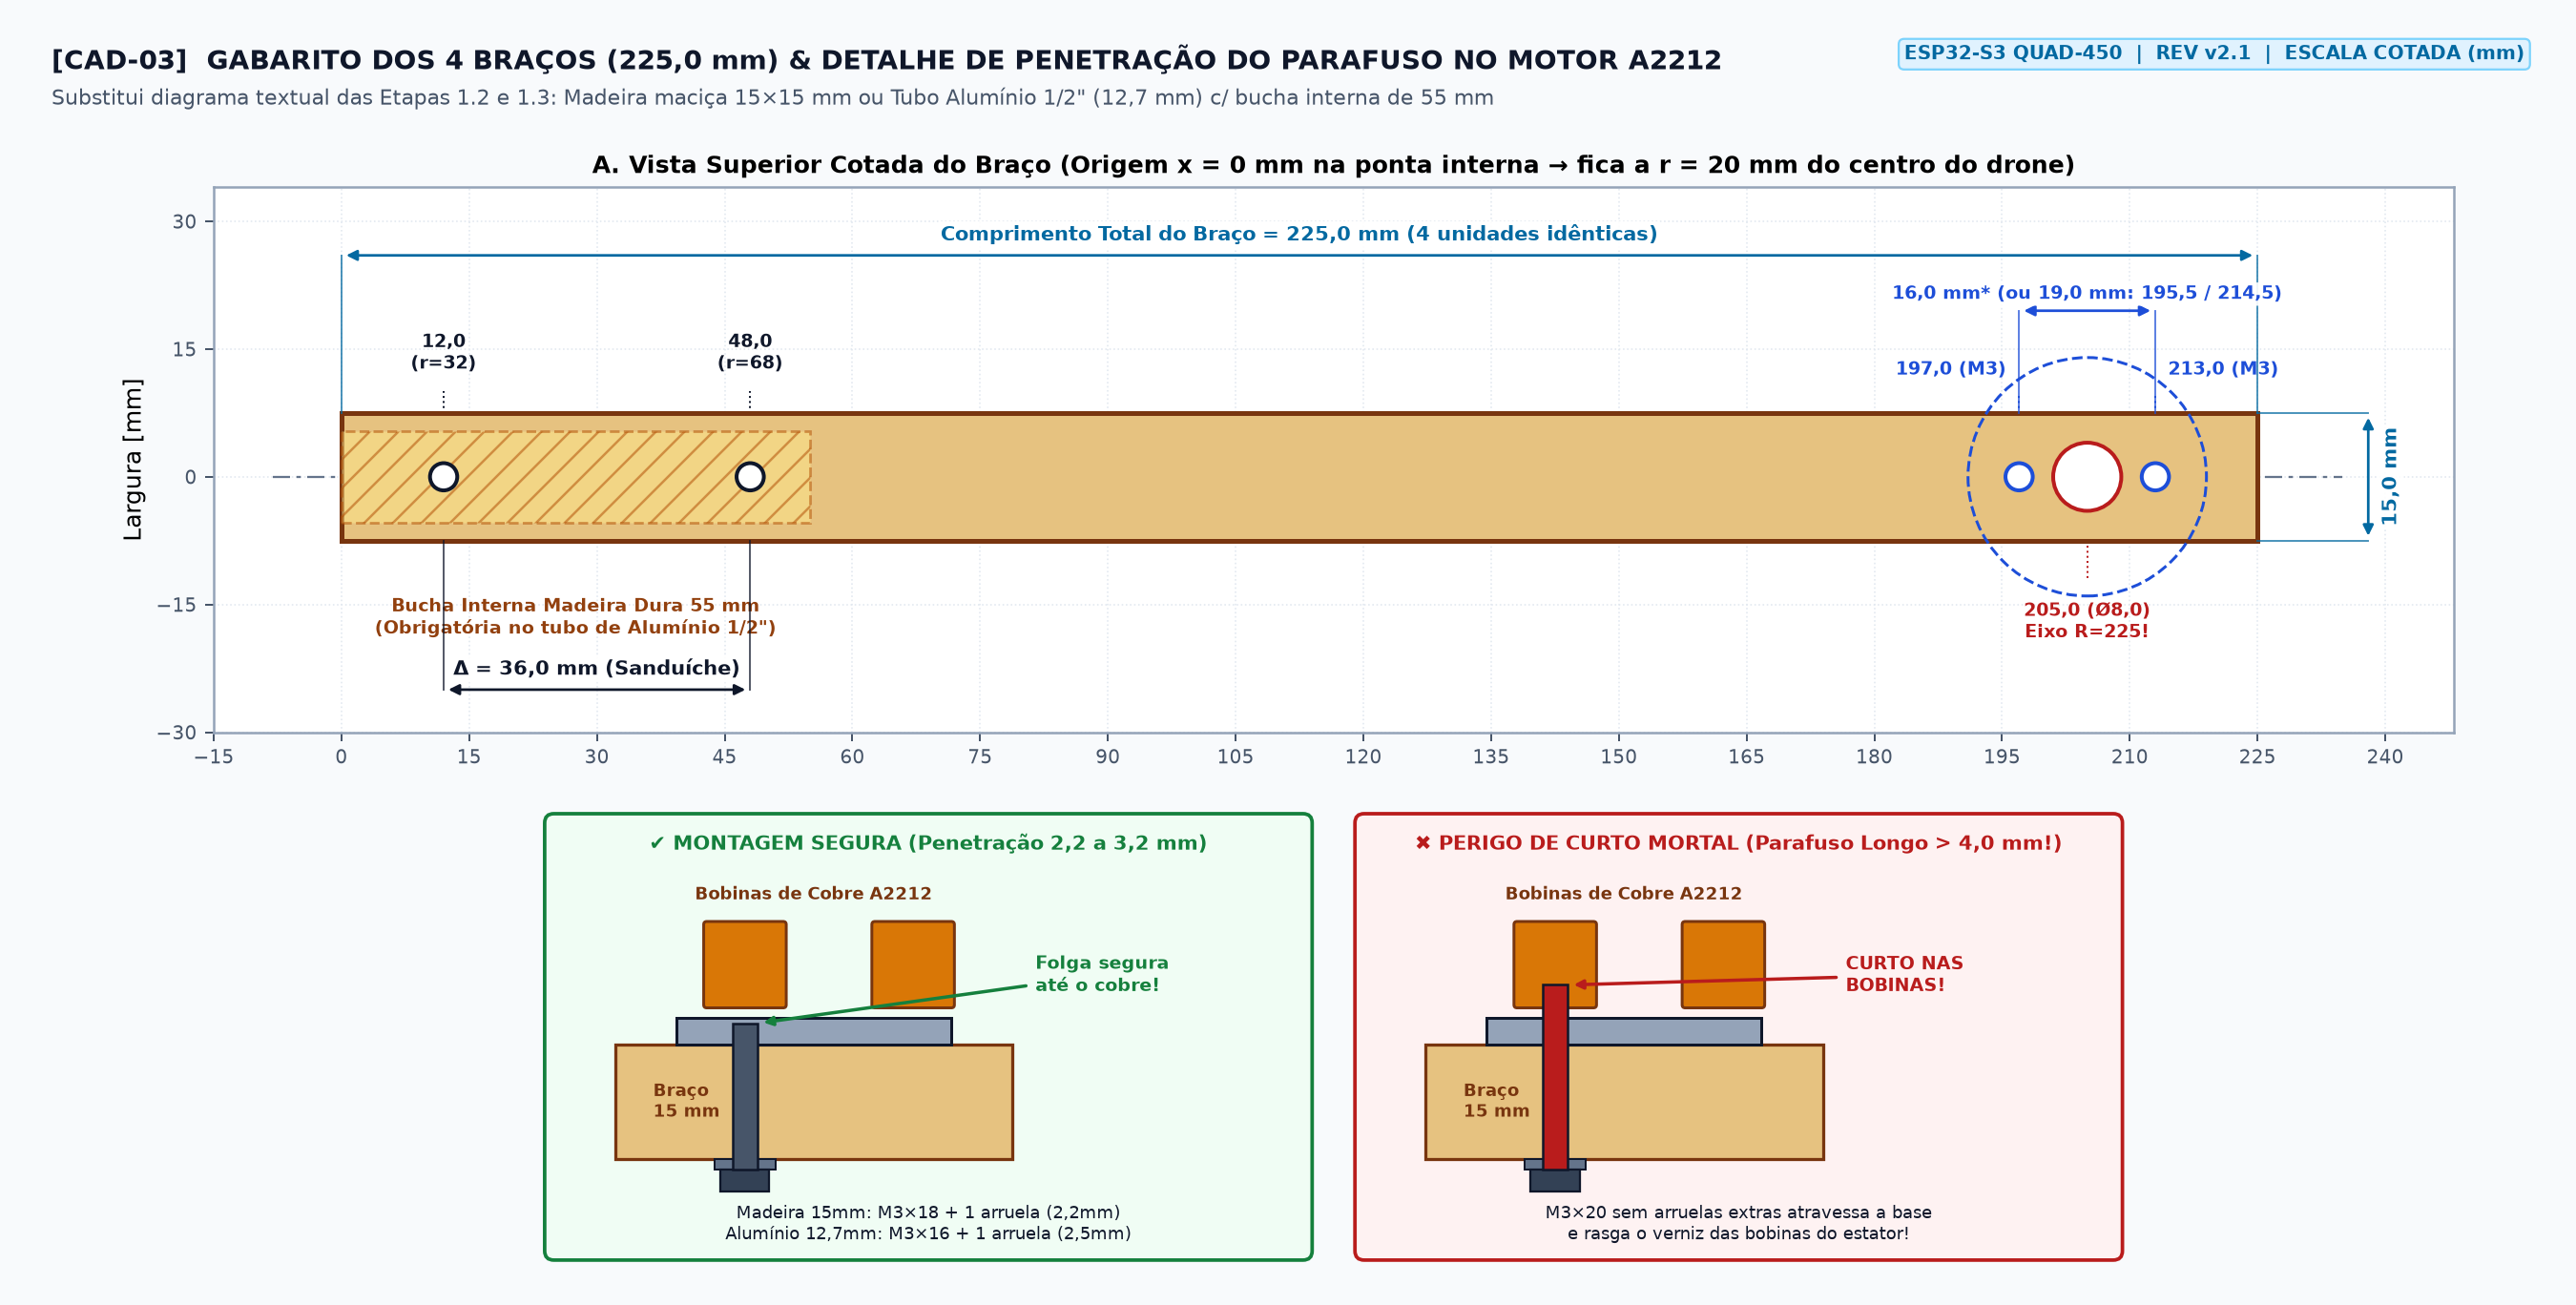 [CAD-03]  GABARITO DOS 4 BRAÇOS (225,0 mm) & DETALHE DE PENETRAÇÃO DO PARAFUSO NO MOTOR A2212
ESP32-S3 QUAD-450  |  REV v2.1  |  ESCALA COTADA (mm)
Substitui diagrama textual das Etapas 1.2 e 1.3: Madeira maciça 15×15 mm ou Tubo Alumínio 1/2" (12,7 mm) c/ bucha interna de 55 mm
A. Vista Superior Cotada do Braço (Origem x = 0 mm na ponta interna → fica a r = 20 mm do centro do drone)
Largura [mm]
30
15
0
−15
−30
Comprimento Total do Braço = 225,0 mm (4 unidades idênticas)
16,0 mm* (ou 19,0 mm: 195,5 / 214,5)
12,0
(r=32)
48,0
(r=68)
197,0 (M3)
213,0 (M3)
15,0 mm
Bucha Interna Madeira Dura 55 mm
(Obrigatória no tubo de Alumínio 1/2")
205,0 (Ø8,0)
Eixo R=225!
Δ = 36,0 mm (Sanduíche)
−15
0
15
30
45
60
75
90
105
120
135
150
165
180
195
210
225
240
✔ MONTAGEM SEGURA (Penetração 2,2 a 3,2 mm)
Bobinas de Cobre A2212
Folga segura
até o cobre!
Braço
15 mm
Madeira 15mm: M3×18 + 1 arruela (2,2mm)
Alumínio 12,7mm: M3×16 + 1 arruela (2,5mm)
✖ PERIGO DE CURTO MORTAL (Parafuso Longo > 4,0 mm!)
Bobinas de Cobre A2212
CURTO NAS
BOBINAS!
Braço
15 mm
M3×20 sem arruelas extras atravessa a base
e rasga o verniz das bobinas do estator!